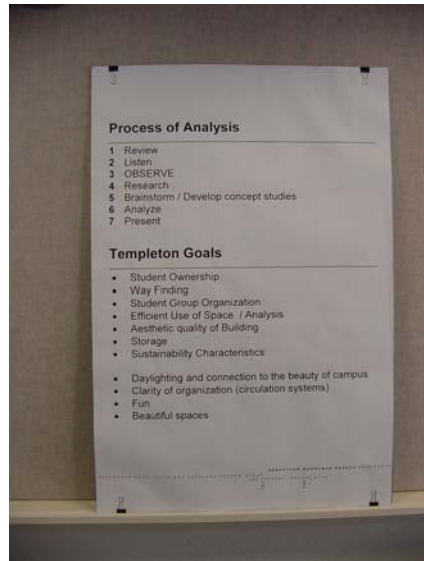 Process of Analysis
1 Review
2 Listen
3 OBSERVE
4 Research
5 Brainstorm / Develop concept studies
6 Analyze
7 Present
Templeton Goals
• Student Ownership
• Way Finding
• Student Group Organization
• Efficient Use of Space / Analysis
• Aesthetic quality of Building
• Storage
• Sustainability Characteristics
• Daylighting and connection to the beauty of campus
• Clarity of organization (circulation systems)
• Fun
• Beautiful spaces